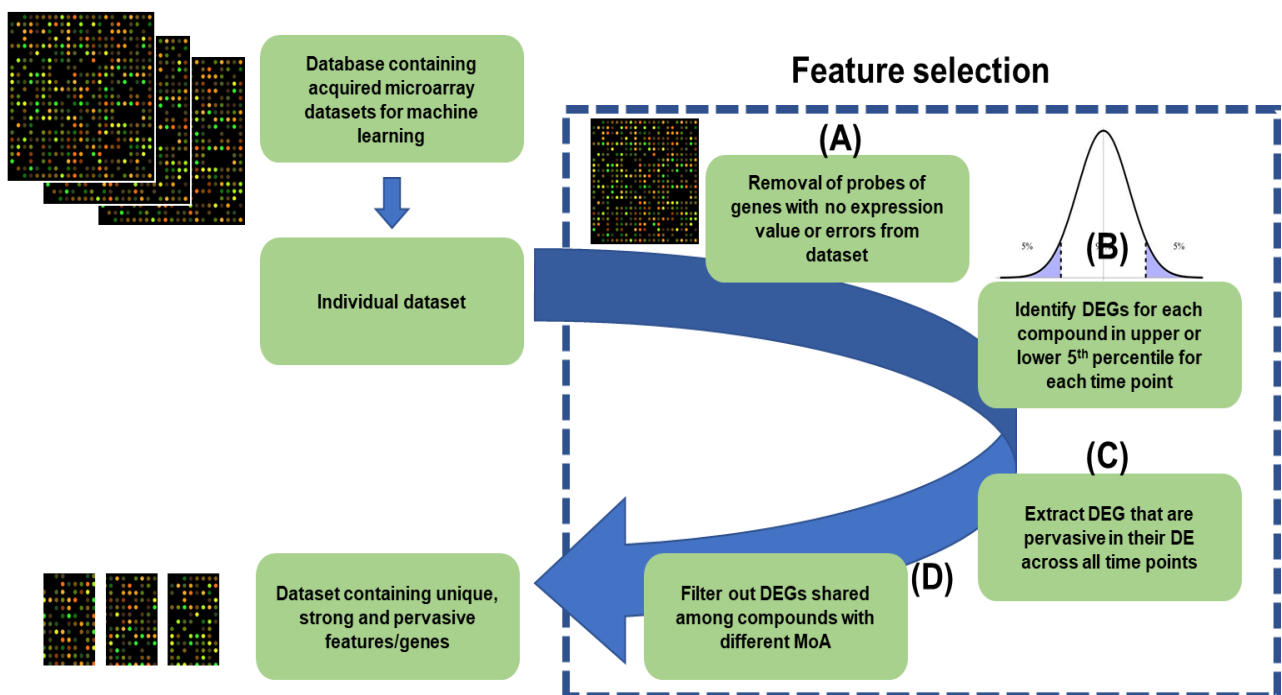 Database containing
acquired microarray
datasets for machine
learning
Individual dataset
Feature selection
(A)
Removal of probes of
genes with no expression
value or errors from
dataset
5%
5%
(B)
Identify DEGs for each
compound in upper or
lower 5th percentile for
each time point
(C)
Extract DEG that are
pervasive in their DE
across all time points
(D)
Filter out DEGs shared
among compounds with
different MoA
Dataset containing unique,
strong and pervasive
features/genes